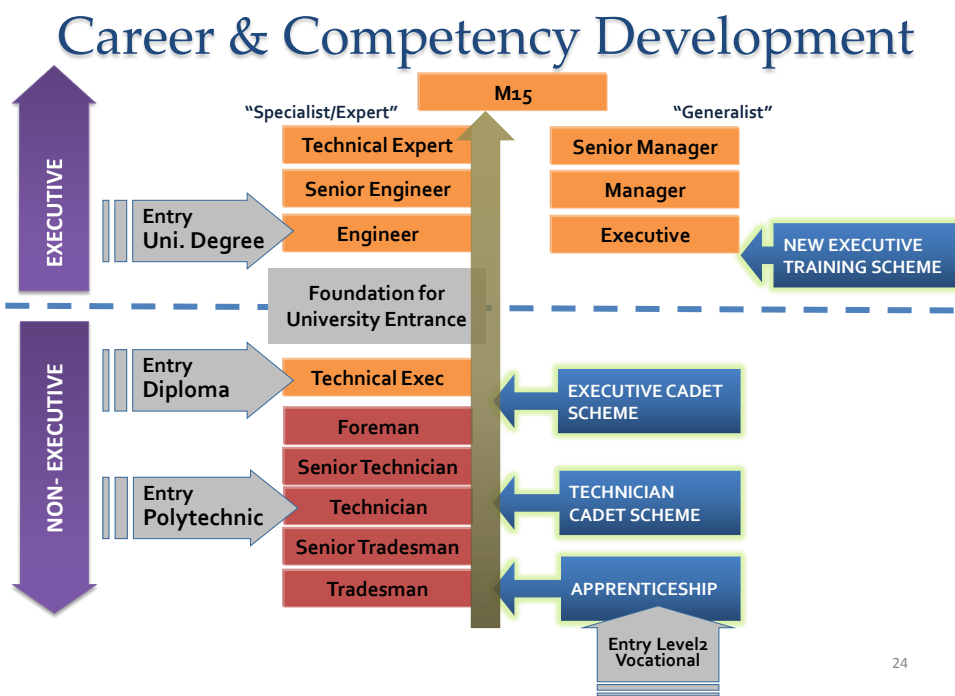 Career & Competency Development
M15
"Specialist/Expert"
"Generalist"
EXECUTIVE
Technical Expert
Senior Manager
Senior Engineer
Manager
Entry
Uni. Degree
Engineer
Executive
NEW EXECUTIVE
TRAINING SCHEME
Foundation for
University Entrance
NON- EXECUTIVE
Entry
Diploma
Technical Exec
EXECUTIVE CADET
SCHEME
Foreman
Senior Technician
Entry
Polytechnic
Technician
TECHNICIAN
CADET SCHEME
Senior Tradesman
Tradesman
APPRENTICESHIP
Entry Level2
Vocational
24